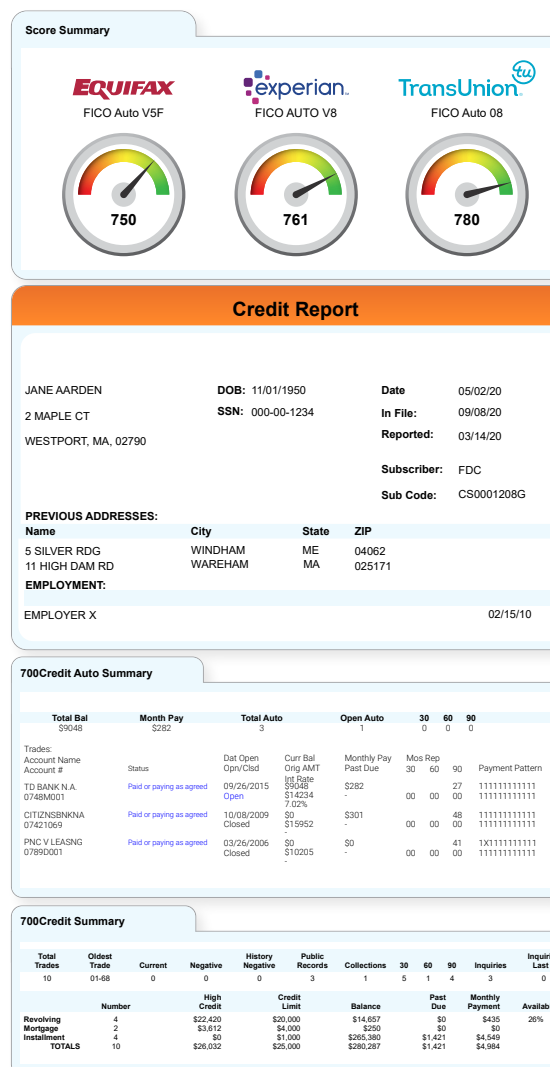 Score Summary
EQUIFAX experian. TransUnion tu
FICO Auto V5F FICO AUTO V8 FICO Auto 08
750 761 780
Credit Report
JANE AARDEN DOB: 11/01/1950 Date 05/02/20
2 MAPLE CT SSN: 000-00-1234 In File: 09/08/20
WESTPORT, MA, 02790 Reported: 03/14/20
Subscriber: FDC
Sub Code: CS0001208G
PREVIOUS ADDRESSES:
Name City State ZIP
5 SILVER RDG WINDHAM ME 04062
11 HIGH DAM RD WAREHAM MA 025171
EMPLOYMENT:
EMPLOYER X 02/15/10
700Credit Auto Summary
Total Bal Month Pay Total Auto Open Auto 30 60 90
$9048 $282 3 1 0 0 0
Trades:
Account Name Dat Open Curr Bal Monthly Pay Mos Rep
Account # Status Opn/Clsd Orig AMT Past Due 30 60 90 Payment Pattern
Int Rate
TD BANK N.A. Paid or paying as agreed 09/26/2015 $9048 $282 27 111111111111
0748M001 Open $14234 - 00 00 00 111111111111
7.02%
CITIZNSBNKNA Paid or paying as agreed 10/08/2009 $0 $301 48 111111111111
07421069 Closed $15952 - 00 00 00 111111111111
-
PNC V LEASNG Paid or paying as agreed 03/26/2006 $0 $0 41 1X1111111111
0789D001 Closed $10205 - 00 00 00 111111111111
-
700Credit Summary
Total Oldest History Public Inquiri
Trades Trade Current Negative Negative Records Collections 30 60 90 Inquiries Last
10 01-68 0 0 0 3 1 5 1 4 3 0
High Credit Past Monthly
Number Credit Limit Balance Due Payment Availab
Revolving 4 $22,420 $20,000 $14,657 $0 $435 26%
Mortgage 2 $3,612 $4,000 $250 $0 $0
Installment 4 $0 $1,000 $265,380 $1,421 $4,549
TOTALS 10 $26,032 $25,000 $280,287 $1,421 $4,984